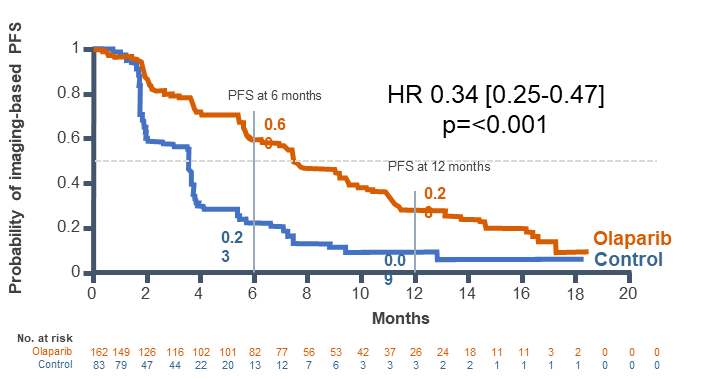 Probability of imaging-based PFS
1
0.8
0.6
0.4
0.2
0
PFS at 6 months
HR 0.34 [0.25-0.47]
p=<0.001
0.6
0
PFS at 12 months
0.2
8
0.2
3
0.0
9
Olaparib
Control
0 2 4 6 8 10 12 14 16 18 20
Months
No. at risk
Olaparib 162 149 126 116 102 101 82 77 56 53 42 37 26 24 18 11 11 3 2 0 0 0
Control 83 79 47 44 22 20 13 12 7 6 3 3 3 2 2 1 1 1 1 0 0 0